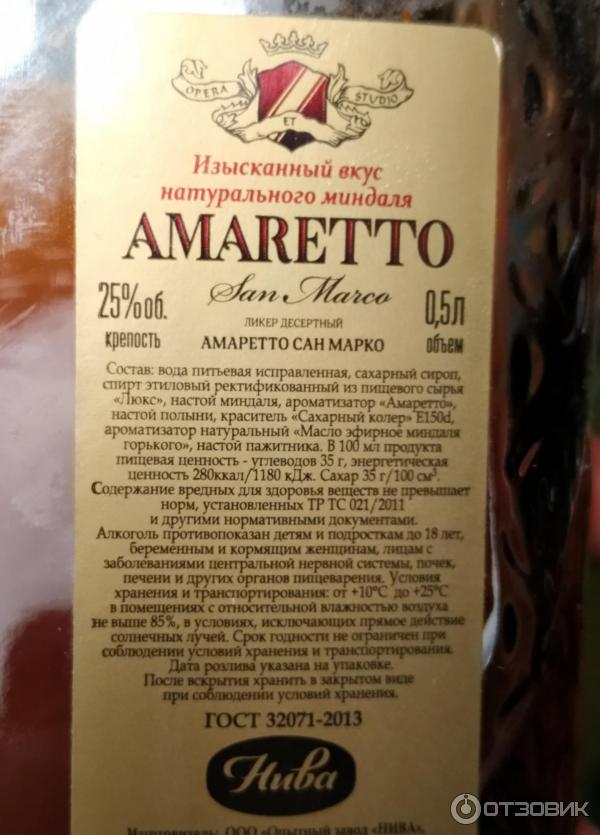 OPERA ET STUDIO
Изысканный вкус
натурального миндаля
AMARETTO
San Marco
25% об.
крепость
0,5л
объем
ЛИКЕР ДЕСЕРТНЫЙ
АМАРЕТТО САН МАРКО
Состав: вода питьевая исправленная, сахарный сироп,
спирт этиловый ректификованный из пищевого сырья
«Люкс», настой миндаля, ароматизатор «Амаретто»,
настой полыни, краситель «Сахарный колер» Е150d,
ароматизатор натуральный «Масло эфирное миндаля
горького», настой пажитника. В 100 мл продукта
пищевая ценность - углеводов 35 г, энергетическая
ценность 280ккал/1180 кДж. Сахар 35 г/100 см³.
Содержание вредных для здоровья веществ не превышает
норм, установленных ТР ТС 021/2011
и другими нормативными документами.
Алкоголь противопоказан детям и подросткам до 18 лет,
беременным и кормящим женщинам, лицам с
заболеваниями центральной нервной системы, почек,
печени и других органов пищеварения. Условия
хранения и транспортирования: от +10°С до +25°С
в помещениях с относительной влажностью воздуха
не выше 85%, в условиях, исключающих прямое действие
солнечных лучей. Срок годности не ограничен при
соблюдении условий хранения и транспортирования.
Дата розлива указана на упаковке.
После вскрытия хранить в закрытом виде
при соблюдении условий хранения.
ГОСТ 32071-2013
Нива
Изготовитель: ООО «Опытный завод «НИВА»,
ОТЗОВИК